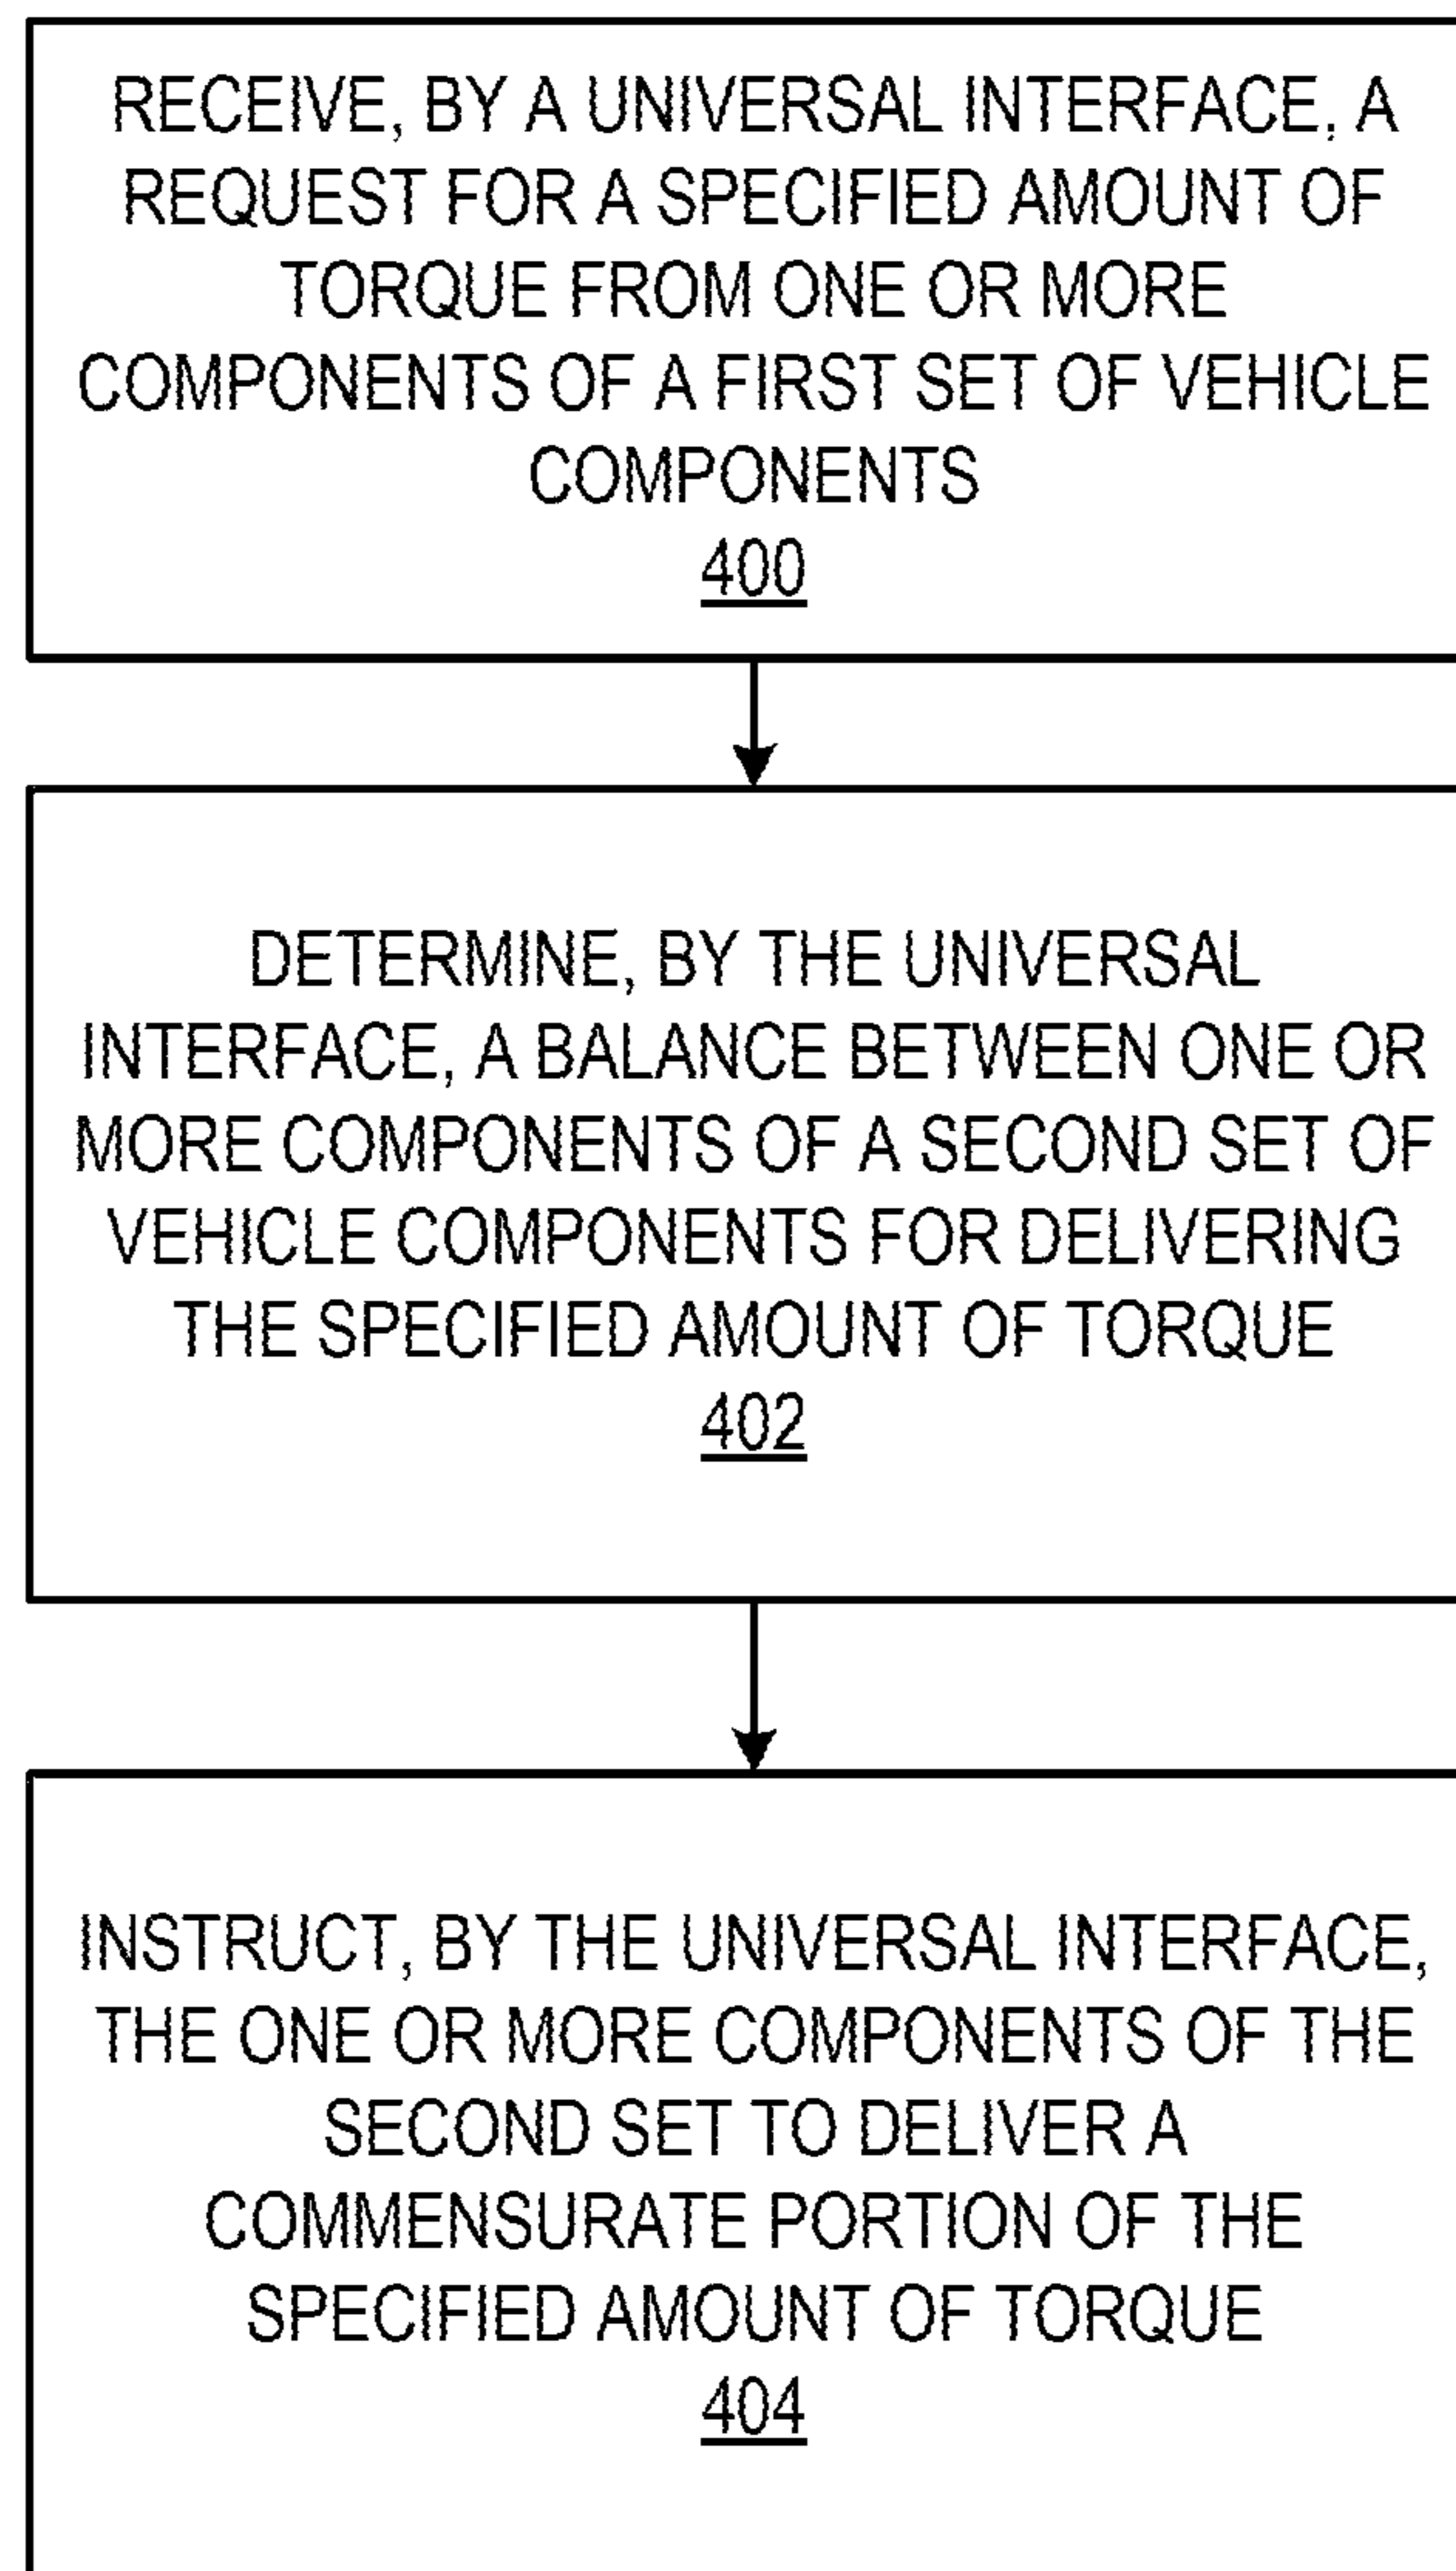 RECEIVE, BY A UNIVERSAL INTERFACE, A
REQUEST FOR A SPECIFIED AMOUNT OF
TORQUE FROM ONE OR MORE
COMPONENTS OF A FIRST SET OF VEHICLE
COMPONENTS
400
DETERMINE, BY THE UNIVERSAL
INTERFACE, A BALANCE BETWEEN ONE OR
MORE COMPONENTS OF A SECOND SET OF
VEHICLE COMPONENTS FOR DELIVERING
THE SPECIFIED AMOUNT OF TORQUE
402
INSTRUCT, BY THE UNIVERSAL INTERFACE,
THE ONE OR MORE COMPONENTS OF THE
SECOND SET TO DELIVER A
COMMENSURATE PORTION OF THE
SPECIFIED AMOUNT OF TORQUE
404